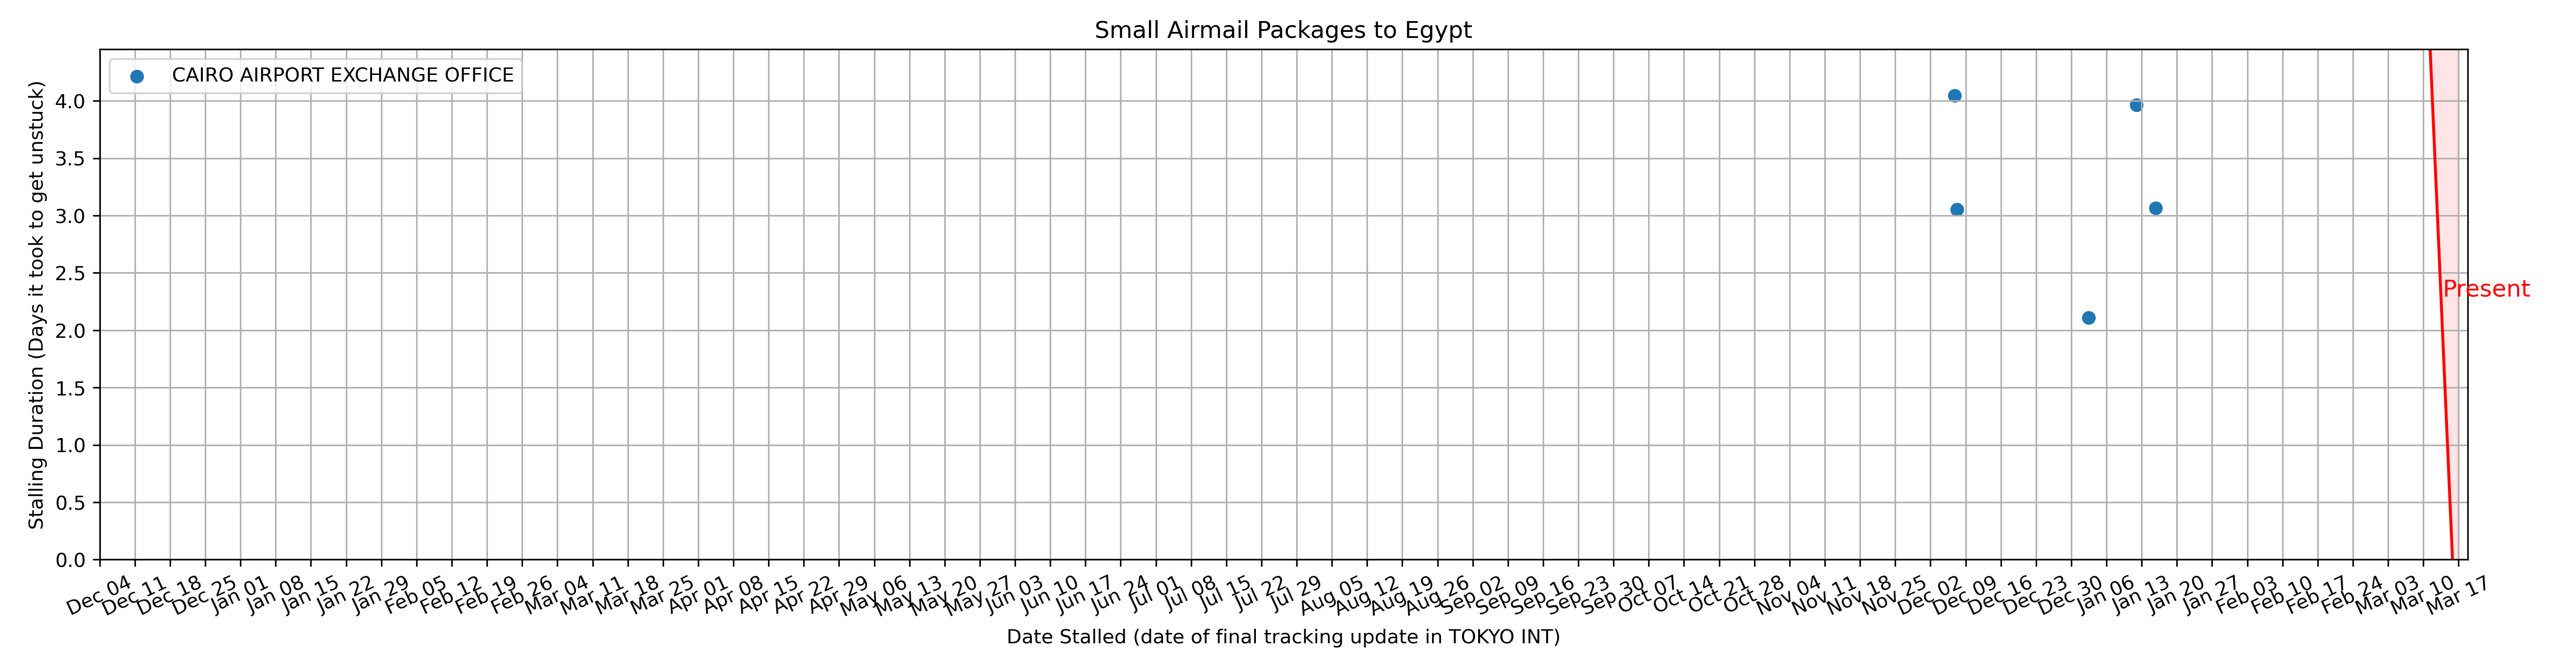 Small Airmail Packages to Egypt
CAIRO AIRPORT EXCHANGE OFFICE
Stalling Duration (Days it took to get unstuck)
4.0
3.5
3.0
2.5
2.0
1.5
1.0
0.5
0.0
Present
Dec 04 Dec 11 Dec 18 Dec 25 Jan 01 Jan 08 Jan 15 Jan 22 Jan 29 Feb 05 Feb 12 Feb 19 Feb 26 Mar 04 Mar 11 Mar 18 Mar 25 Apr 01 Apr 08 Apr 15 Apr 22 Apr 29 May 06 May 13 May 20 May 27 Jun 03 Jun 10 Jun 17 Jun 24 Jul 01 Jul 08 Jul 15 Jul 22 Jul 29 Aug 05 Aug 12 Aug 19 Aug 26 Sep 02 Sep 09 Sep 16 Sep 23 Sep 30 Oct 07 Oct 14 Oct 21 Oct 28 Nov 04 Nov 11 Nov 18 Nov 25 Dec 02 Dec 09 Dec 16 Dec 23 Dec 30 Jan 06 Jan 13 Jan 20 Jan 27 Feb 03 Feb 10 Feb 17 Feb 24 Mar 03 Mar 10 Mar 17
Date Stalled (date of final tracking update in TOKYO INT)